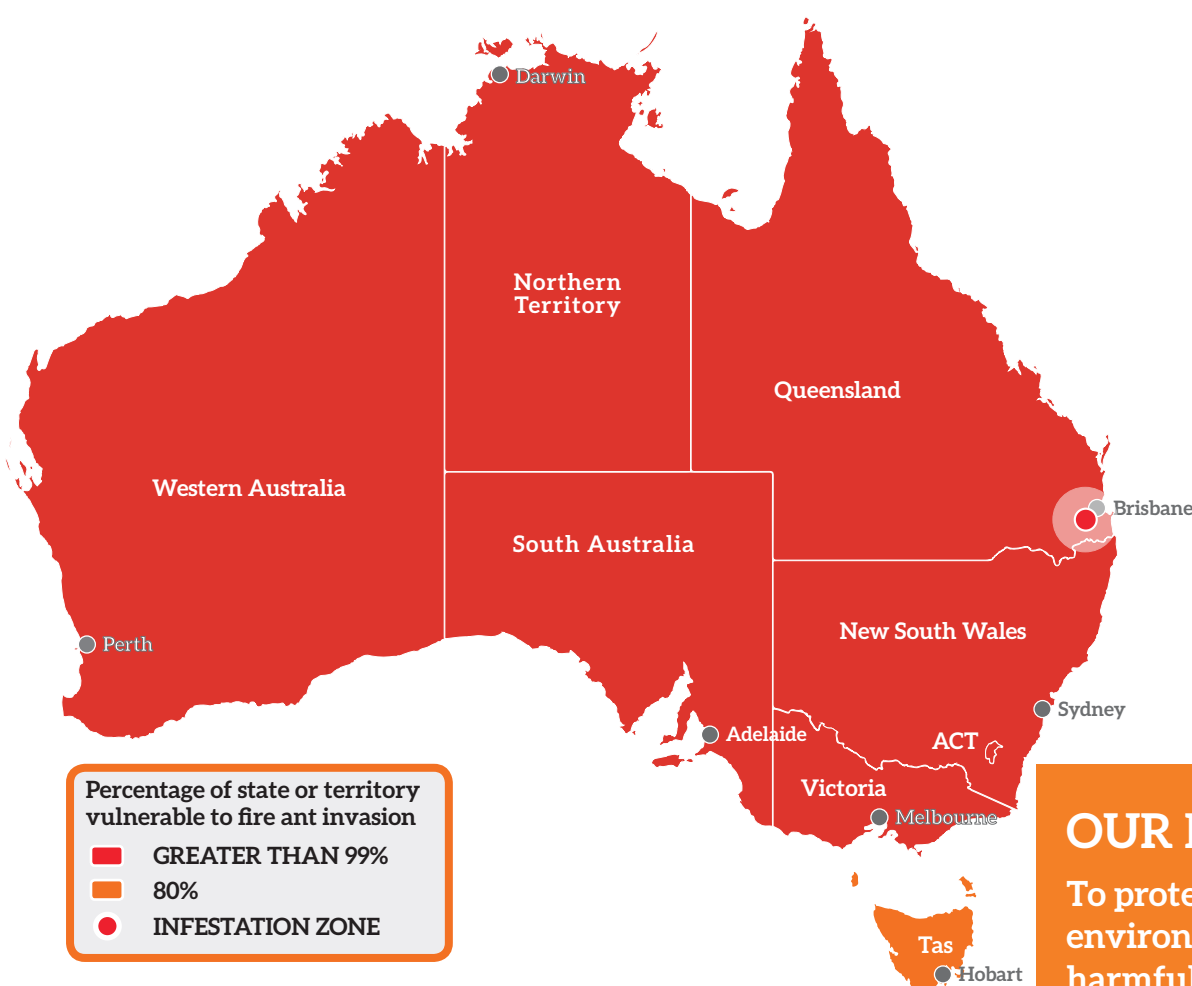 Darwin
Northern
Territory
Queensland
Western Australia
Brisbane
South Australia
New South Wales
Perth
Sydney
Adelaide
ACT
Victoria
Melbourne
Percentage of state or territory
vulnerable to fire ant invasion
GREATER THAN 99%
80%
INFESTATION ZONE
OUR
To prote
environ
harmful
Tas
Hobart